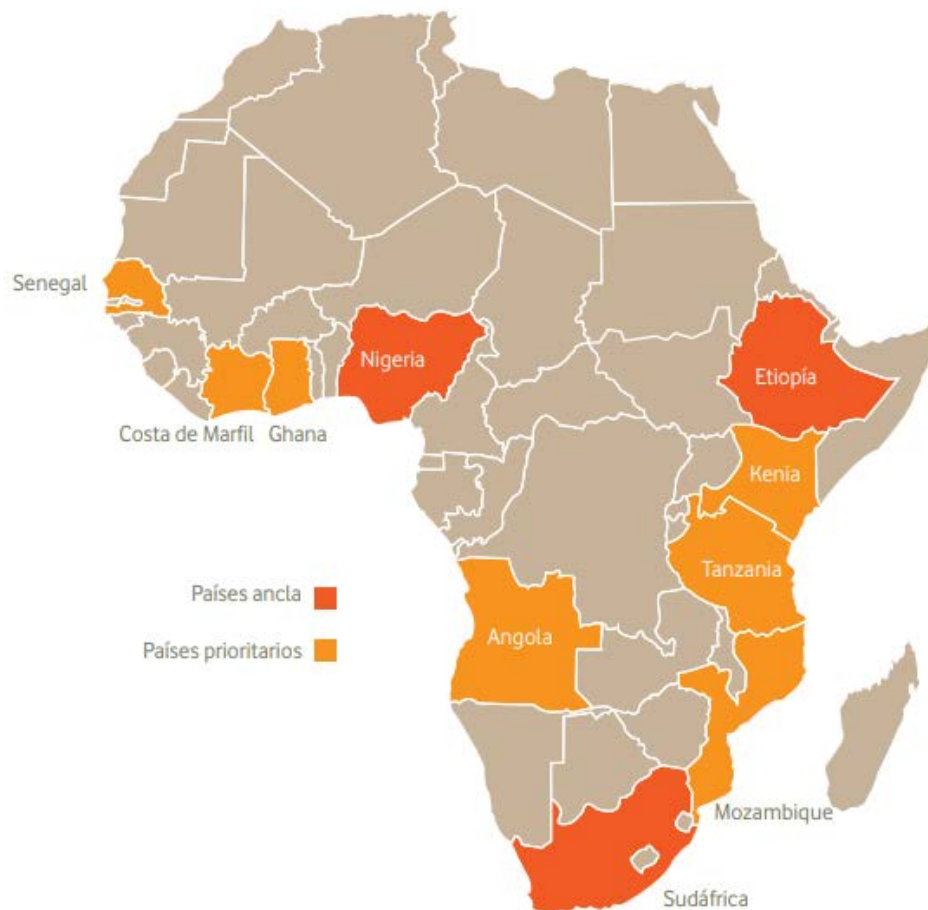 Senegal
Nigeria
Etiopía
Costa de Marfil
Ghana
Kenia
Tanzania
Países ancla
Países prioritarios
Angola
Mozambique
Sudáfrica